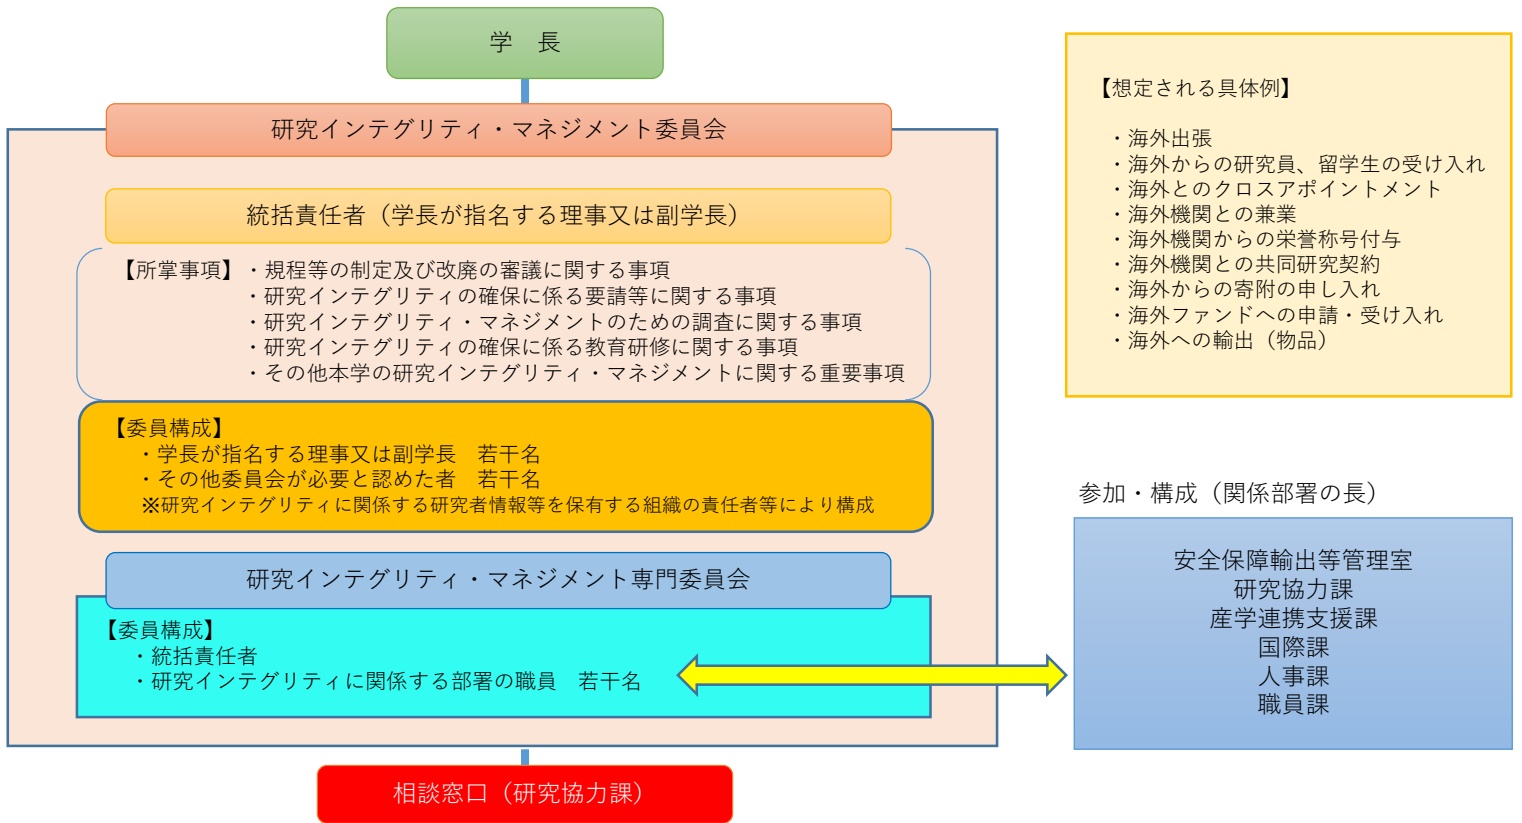 学　長
研究インテグリティ・マネジメント委員会
統括責任者（学長が指名する理事又は副学長）
【所掌事項】・規程等の制定及び改廃の審議に関する事項
・研究インテグリティの確保に係る要請等に関する事項
・研究インテグリティ・マネジメントのための調査に関する事項
・研究インテグリティの確保に係る教育研修に関する事項
・その他本学の研究インテグリティ・マネジメントに関する重要事項
【委員構成】
・学長が指名する理事又は副学長　若干名
・その他委員会が必要と認めた者　若干名
※研究インテグリティに関係する研究者情報等を保有する組織の責任者等により構成
研究インテグリティ・マネジメント専門委員会
【委員構成】
・統括責任者
・研究インテグリティに関係する部署の職員　若干名
相談窓口（研究協力課）
【想定される具体例】
・海外出張
・海外からの研究員、留学生の受け入れ
・海外とのクロスアポイントメント
・海外機関との兼業
・海外機関からの栄誉称号付与
・海外機関との共同研究契約
・海外からの寄附の申し入れ
・海外ファンドへの申請・受け入れ
・海外への輸出（物品）
参加・構成（関係部署の長）
安全保障輸出等管理室
研究協力課
産学連携支援課
国際課
人事課
職員課